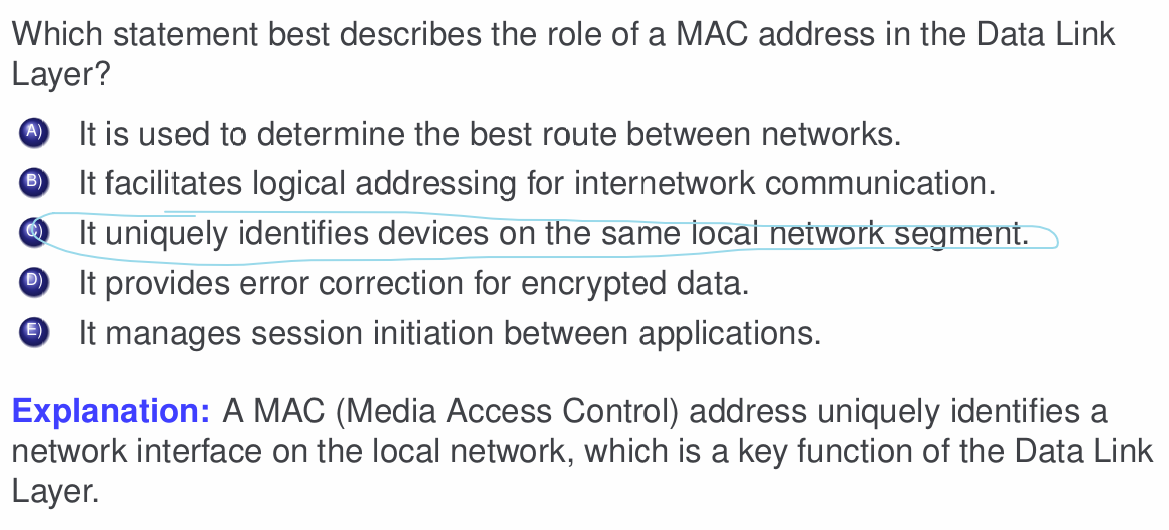 Which statement best describes the role of a MAC address in the Data Link
Layer?
A) It is used to determine the best route between networks.
B) It facilitates logical addressing for internetwork communication.
C) It uniquely identifies devices on the same local network segment.
D) It provides error correction for encrypted data.
E) It manages session initiation between applications.
Explanation: A MAC (Media Access Control) address uniquely identifies a
network interface on the local network, which is a key function of the Data Link
Layer.